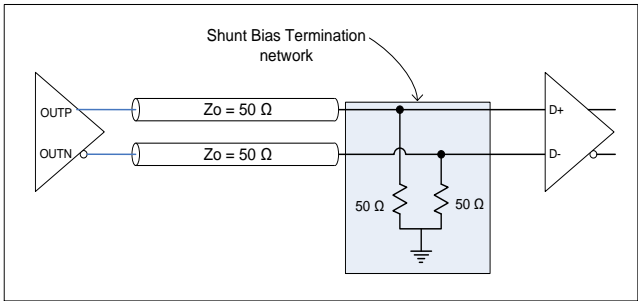 Shunt Bias Termination
network
OUTP
Zo = 50 Ω
D+
OUTN
Zo = 50 Ω
D-
50 Ω
50 Ω